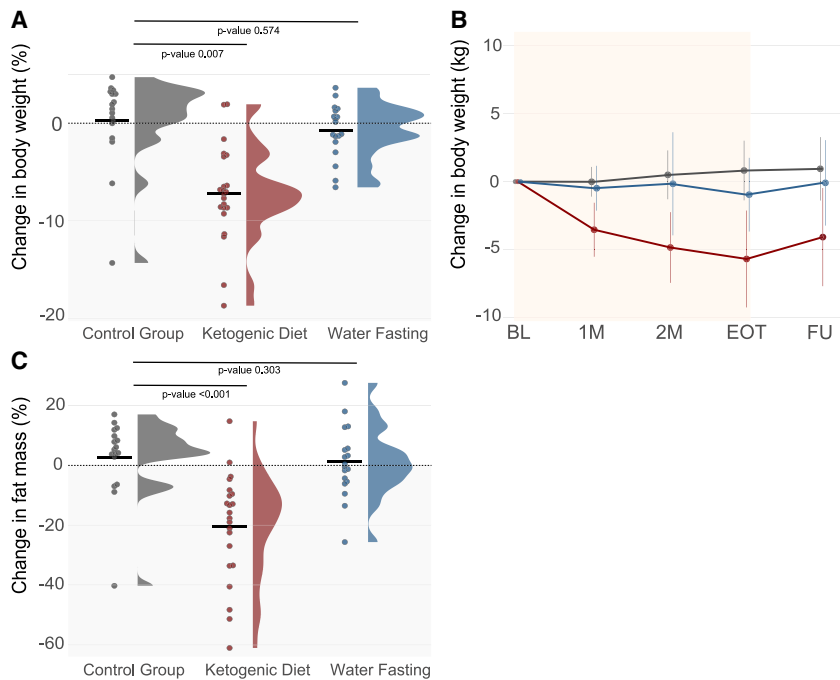 A
p-value 0.574
p-value 0.007
Change in body weight (%)
0
-10
-20
Control Group Ketogenic Diet Water Fasting
B
Change in body weight (kg)
10
5
0
-5
-10
BL 1M 2M EOT FU
C
p-value 0.303
p-value <0.001
Change in fat mass (%)
20
0
-20
-40
-60
Control Group Ketogenic Diet Water Fasting